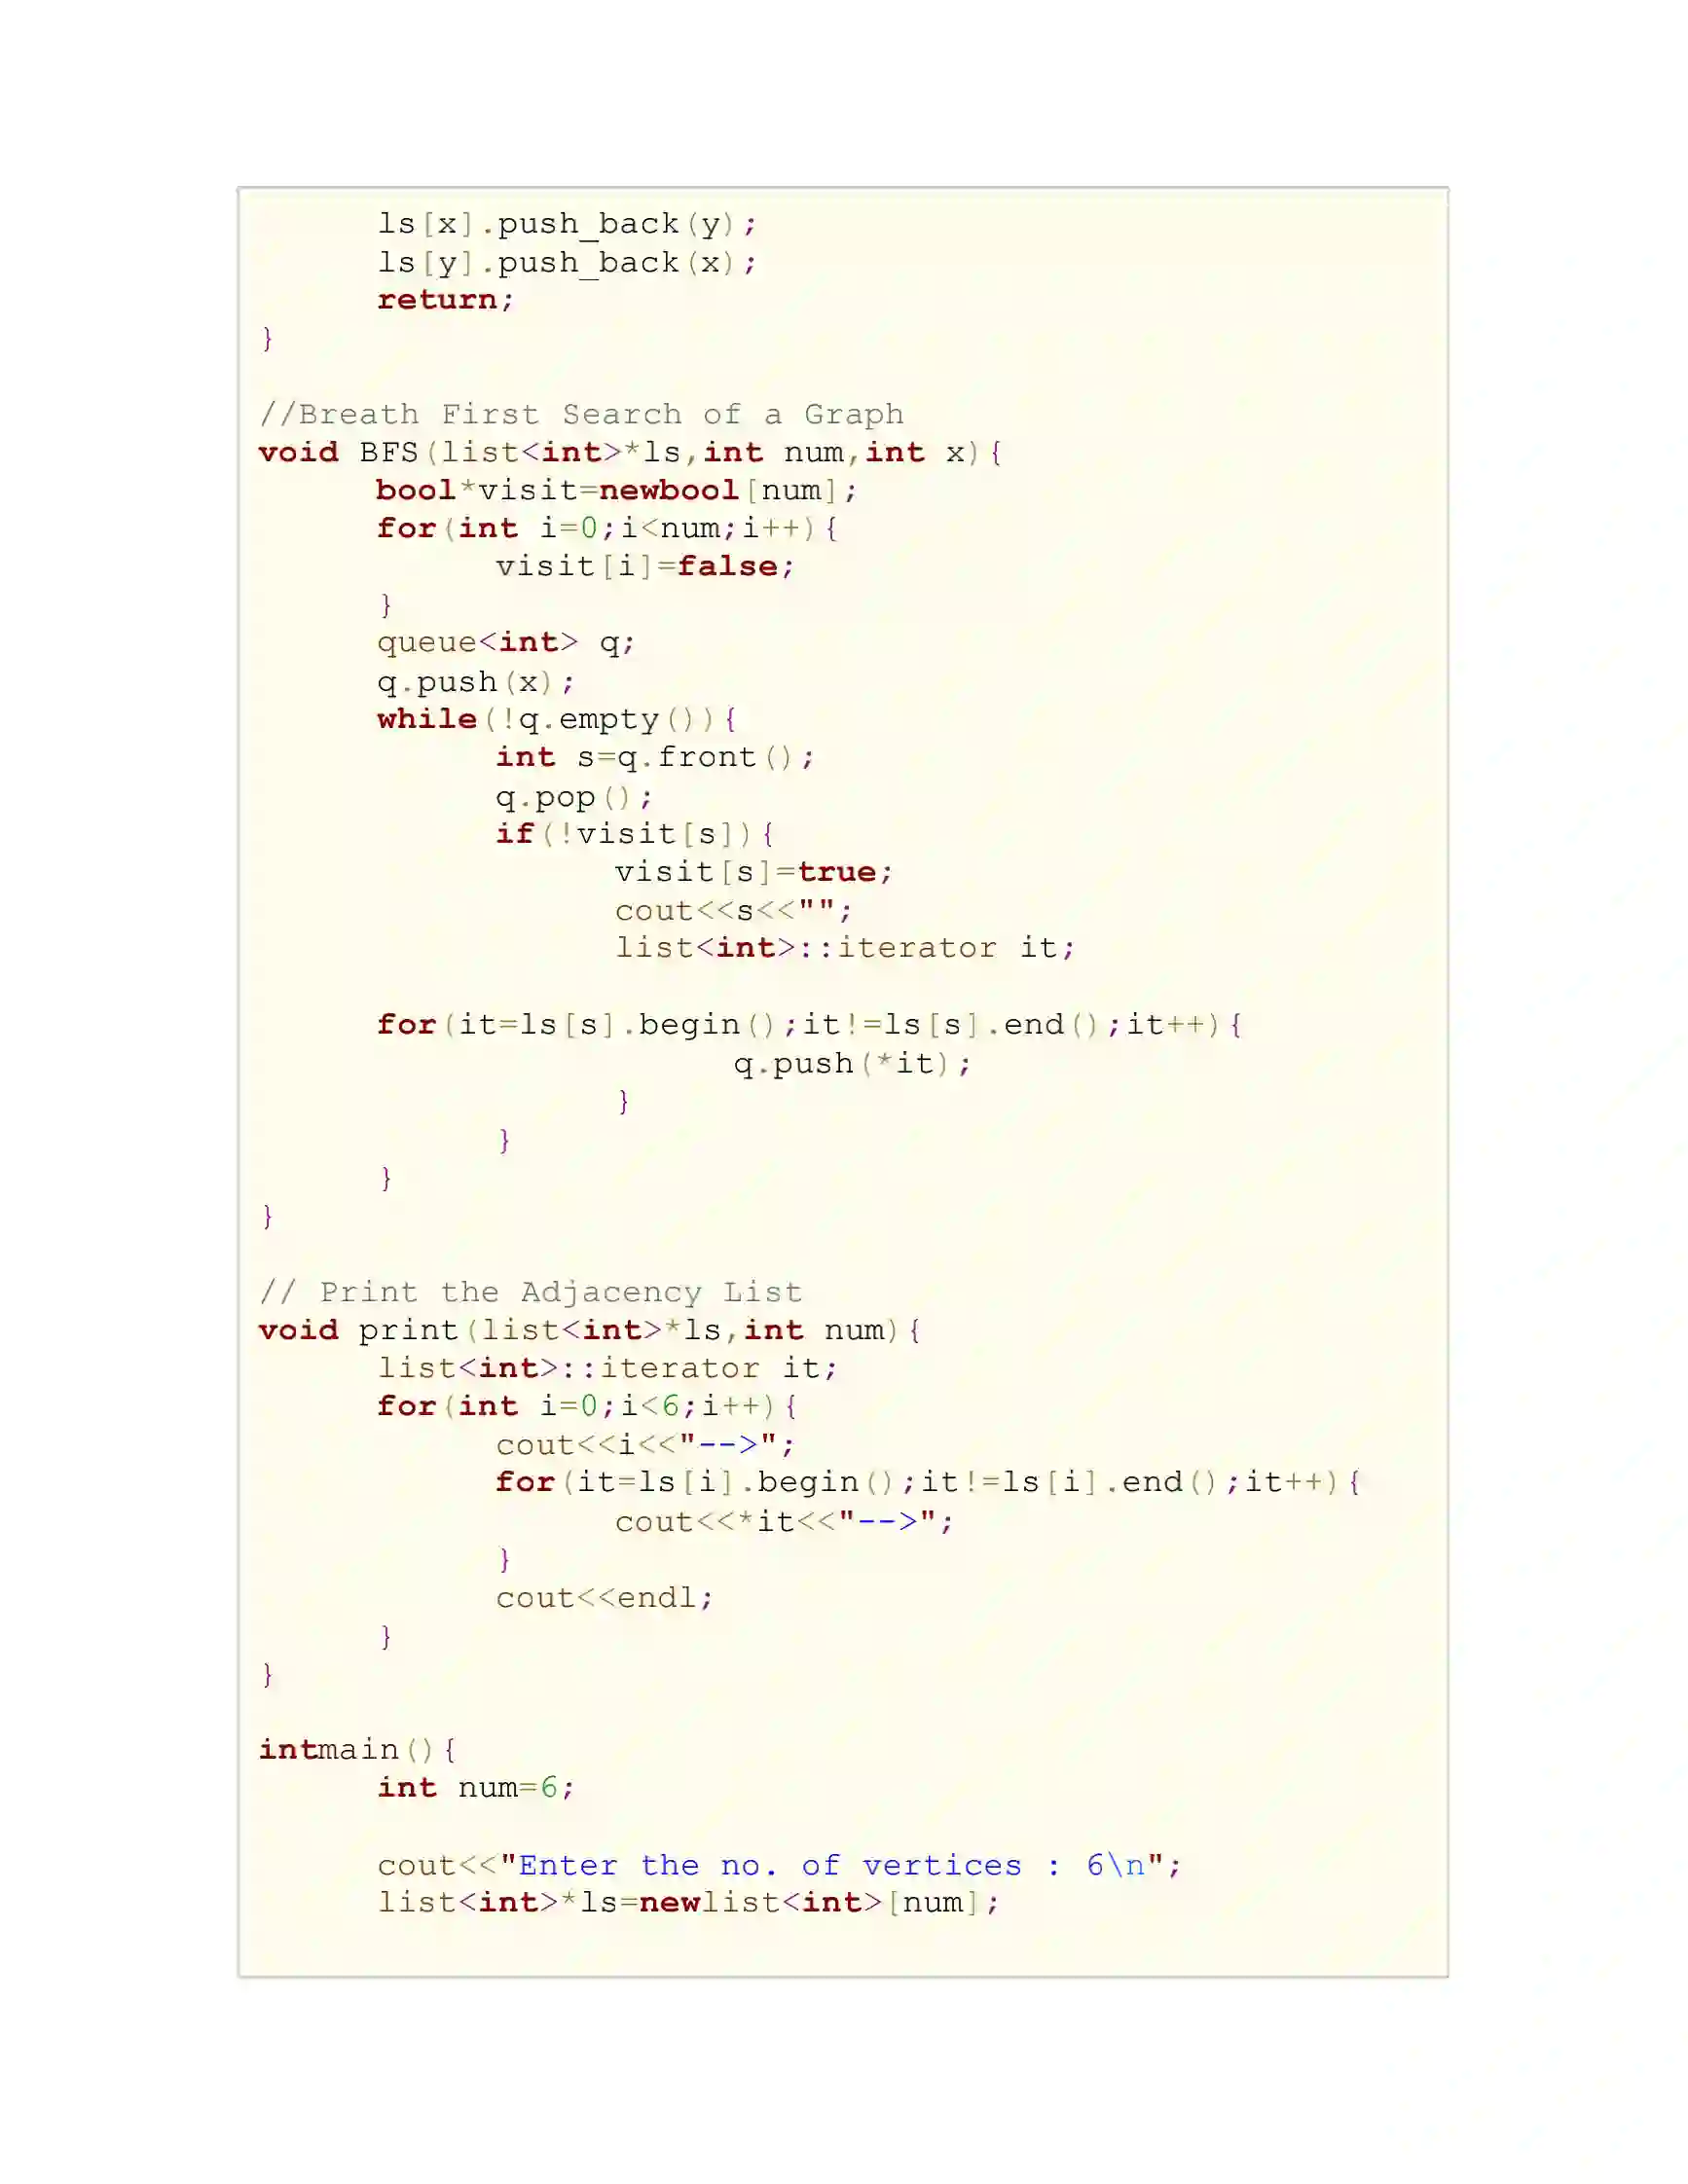 ls[x].push_back(y);
ls[y].push_back(x);
return;
}
//Breath First Search of a Graph
void BFS(list<int>*ls,int num,int x){
bool*visit=newbool[num];
for(int i=0;i<num;i++){
visit[i]=false;
}
queue<int> q;
q.push(x);
while(!q.empty()){
int s=q.front();
q.pop();
if(!visit[s]){
visit[s]=true;
cout<<s<<"";
list<int>::iterator it;
for(it=ls[s].begin();it!=ls[s].end();it++){
q.push(*it);
}
}
}
}
// Print the Adjacency List
void print(list<int>*ls,int num){
list<int>::iterator it;
for(int i=0;i<6;i++){
cout<<i<<"-->";
for(it=ls[i].begin();it!=ls[i].end();it++){
cout<<*it<<"-->";
}
cout<<endl;
}
}
intmain(){
int num=6;
cout<<"Enter the no. of vertices : 6\n";
list<int>*ls=newlist<int>[num];